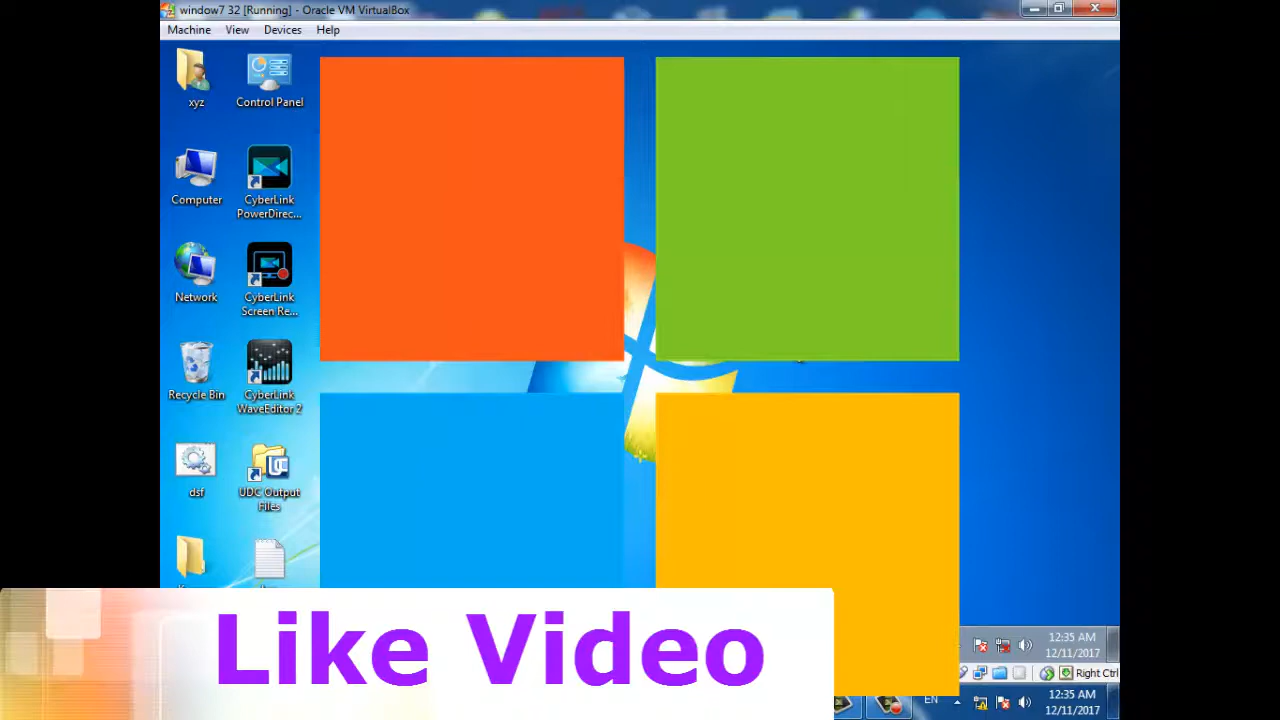 window7 32 [Running] - Oracle VM VirtualBox
Machine View Devices Help
xyz
Control Panel
Computer
CyberLink
PowerDirec...
Network
CyberLink
Screen Re...
Recycle Bin
CyberLink
WaveEditor 2
dsf
UDC Output
Files
Like Video
12:35 AM
12/11/2017
Right Ctrl
EN
12:35 AM
12/11/2017